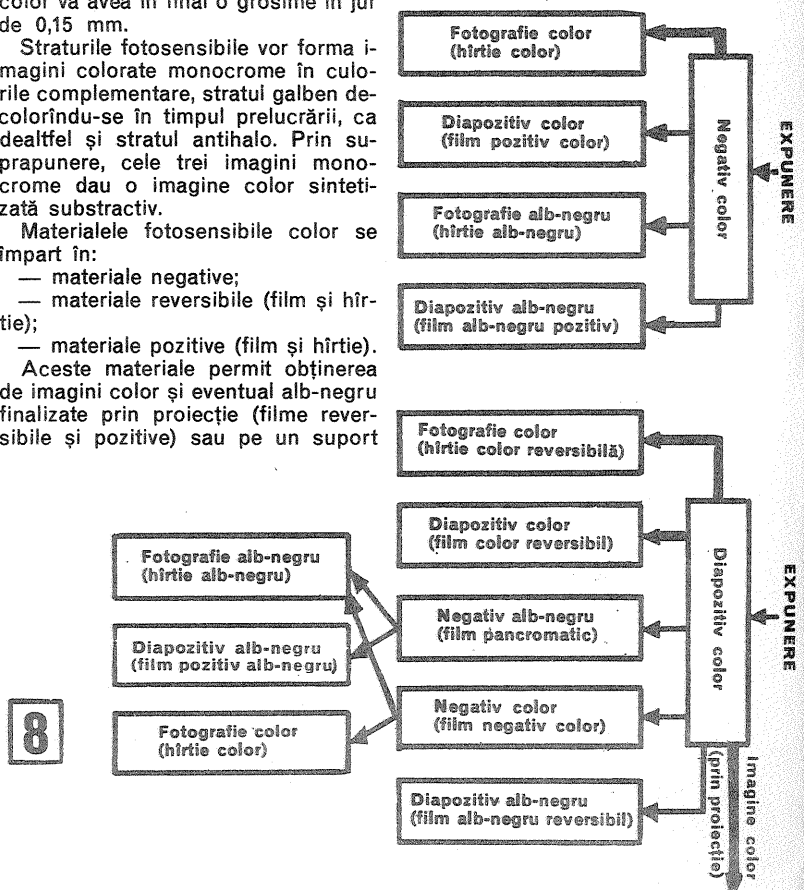 color va avea în final o grosime în jur
de 0,15 mm.
Straturile fotosensibile vor forma i-
magini colorate monocrome în culo-
rile complementare, stratul galben de-
colorîndu-se în timpul prelucrării, ca
dealtfel și stratul antihalo. Prin su-
prapunere, cele trei imagini mono-
crome dau o imagine color sinteti-
zată substractiv.
Materialele fotosensibile color se
împart în:
— materiale negative;
— materiale reversibile (film și hîr-
tie);
— materiale pozitive (film și hîrtie).
Aceste materiale permit obținerea
de imagini color și eventual alb-negru
finalizate prin proiecție (filme rever-
sibile și pozitive) sau pe un suport
Fotografie color
(hîrtie color)
Diapozitiv color
(film pozitiv color)
Fotografie alb-negru
(hîrtie alb-negru)
Diapozitiv alb-negru
(film alb-negru pozitiv)
Negativ color
EXPUNERE
Fotografie color
(hîrtie color reversibilă)
Diapozitiv color
(film color reversibil)
Negativ alb-negru
(film pancromatic)
Negativ color
(film negativ color)
Diapozitiv alb-negru
(film alb-negru reversibil)
Diapozitiv color
EXPUNERE
Imagine color
(prin proiecție)
Fotografie alb-negru
(hîrtie alb-negru)
Diapozitiv alb-negru
(film pozitiv alb-negru)
Fotografie color
(hîrtie color)
8